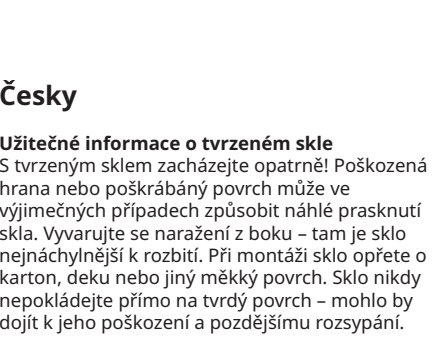 Česky
Užitečné informace o tvrzeném skle
S tvrzeným sklem zacházejte opatrně! Poškozená
hrana nebo poškrábáný povrch může ve
výjimečných případech způsobit náhlé prasknutí
skla. Vyvarujte se naražení z boku – tam je sklo
nejnáchylnější k rozbití. Při montáži sklo opřete o
karton, deku nebo jiný měkký povrch. Sklo nikdy
nepokládejte přímo na tvrdý povrch – mohlo by
dojít k jeho poškození a pozdějšímu rozsypání.